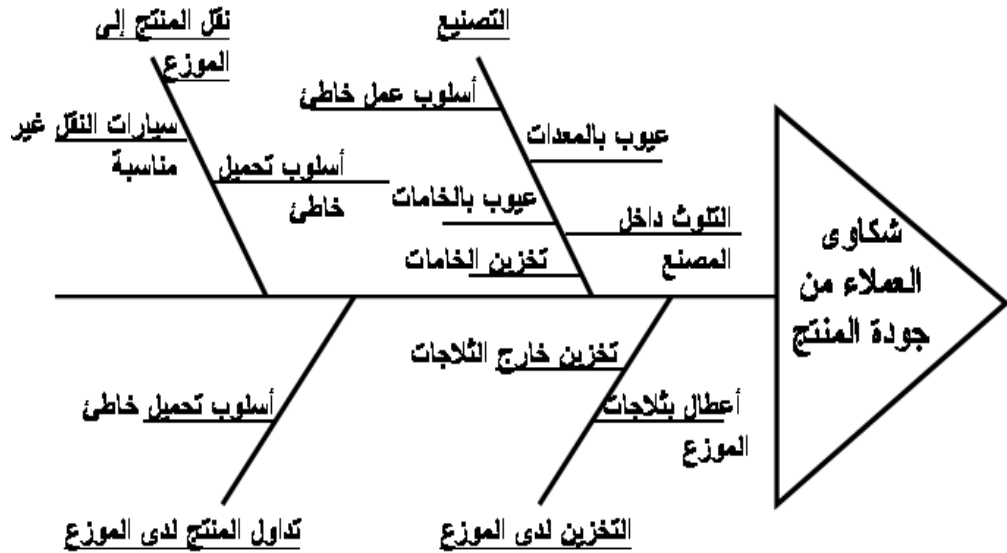 التصنيع
نقل المنتج إلى
الموزع
أسلوب عمل خاطئ
عيوب بالمعدات
عيوب بالخامات
التلوث داخل
المصنع
تخزين الخامات
سيارات النقل غير
مناسبة
أسلوب تحميل
خاطئ
شكاوى
العملاء من
جودة المنتج
تخزين خارج الثلاجات
أعطال بثلاجات
الموزع
أسلوب تحميل خاطئ
التخزين لدى الموزع
تداول المنتج لدى الموزع